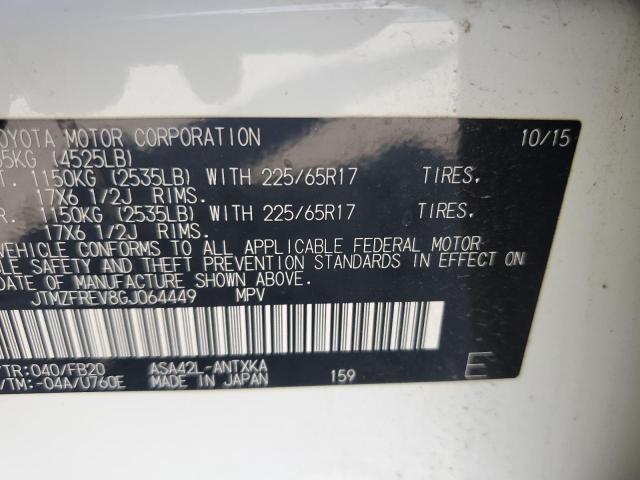 TOYOTA MOTOR CORPORATION 10/15
55KG (4525LB)
T. 1150KG (2535LB) WITH 225/65R17 TIRES,
17X6 1/2J RIMS.
R. 1150KG (2535LB) WITH 225/65R17 TIRES,
17X6 1/2J RIMS.
VEHICLE CONFORMS TO ALL APPLICABLE FEDERAL MOTOR
CLE SAFETY AND THEFT PREVENTION STANDARDS IN EFFECT ON
DATE OF MANUFACTURE SHOWN ABOVE.
JTMZFREV8GJ064449 MPV
/TR:040/FB20 ASA42L-ANTXKA
/TM:-04A/U760E MADE IN JAPAN 159 E